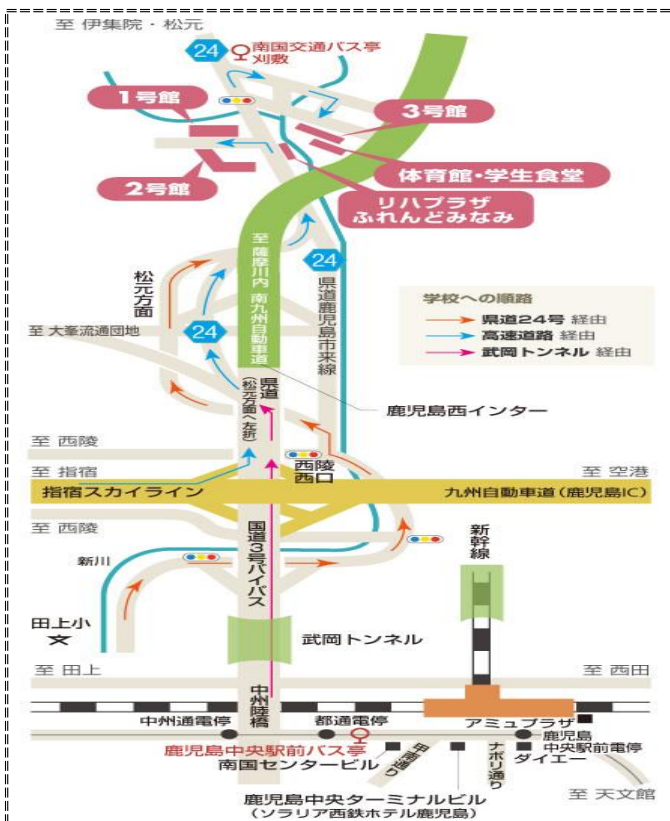 至 伊集院・松元
24
南国交通バス亭
刈敷
1号館
3号館
2号館
体育館・学生食堂
リハプラザ
ふれんどみなみ
至 薩摩川内 南九州自動車道
松元方面
24
県道鹿児島市来線
学校への順路
県道24号 経由
高速道路 経由
武岡トンネル 経由
至 大峯流通団地
24
県道
(松元方面へ左折)
鹿児島西インター
至 西陵
西陵
西口
至 指宿
至 空港
指宿スカイライン
九州自動車道(鹿児島IC)
至 西陵
国道3号バイパス
新幹線
新川
田上小
武岡トンネル
至 田上
至 西田
中州陸橋
中州通電停
都通電停
アミュプラザ
鹿児島中央駅前バス亭
鹿児島
中央駅前電停
南国センタービル
甲南通り
ナポリ通り
ダイエー
鹿児島中央ターミナルビル
(ソラリア西鉄ホテル鹿児島)
至 天文館